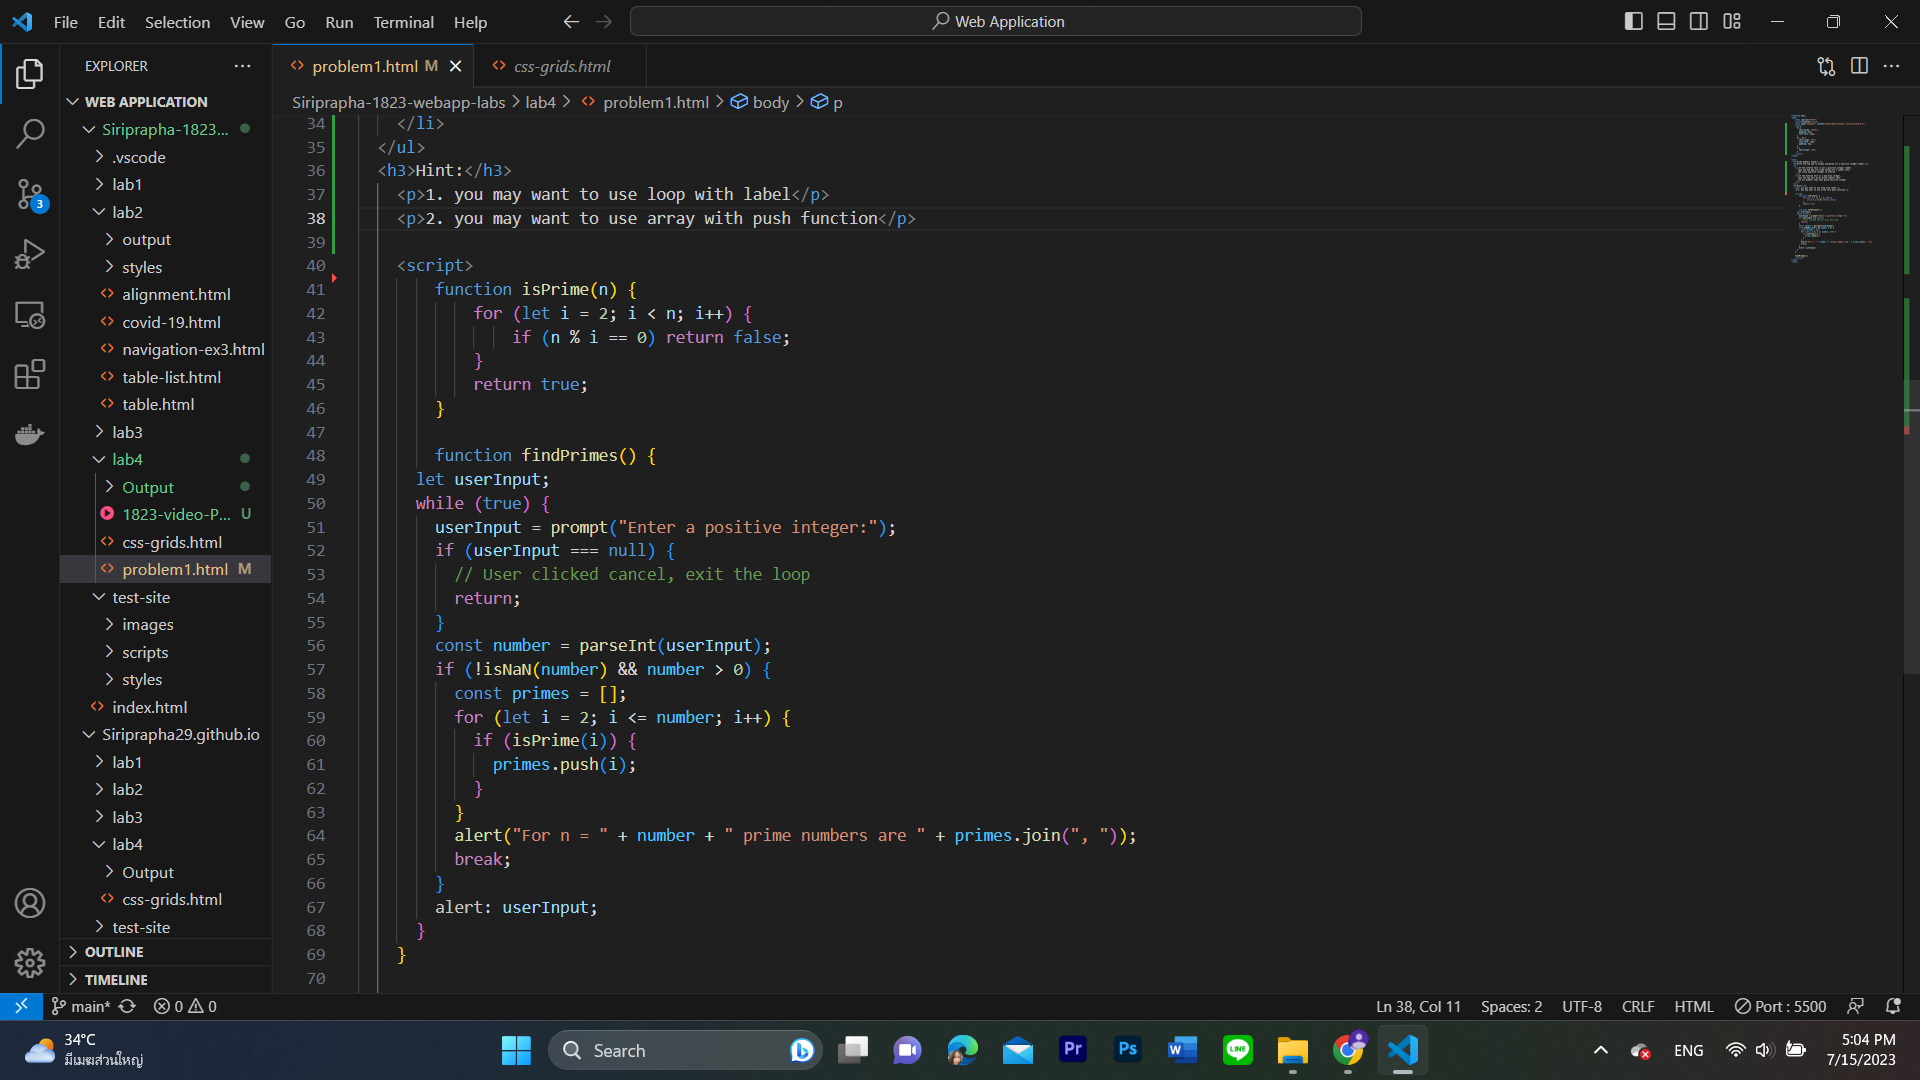 File Edit Selection View Go Run Terminal Help
Web Application
EXPLORER
WEB APPLICATION
Siriprapha-1823...
.vscode
lab1
lab2
output
styles
alignment.html
covid-19.html
navigation-ex3.html
table-list.html
table.html
lab3
lab4
Output
1823-video-P... U
css-grids.html
problem1.html M
test-site
images
scripts
styles
index.html
Siriprapha29.github.io
lab1
lab2
lab3
lab4
Output
css-grids.html
test-site
OUTLINE
TIMELINE
3
problem1.html M
css-grids.html
Siriprapha-1823-webapp-labs > lab4 > problem1.html > body > p
34 </li>
35 </ul>
36 <h3>Hint:</h3>
37 <p>1. you may want to use loop with label</p>
38 <p>2. you may want to use array with push function</p>
39
40 <script>
41 function isPrime(n) {
42 for (let i = 2; i < n; i++) {
43 if (n % i == 0) return false;
44 }
45 return true;
46 }
47
48 function findPrimes() {
49 let userInput;
50 while (true) {
51 userInput = prompt("Enter a positive integer:");
52 if (userInput === null) {
53 // User clicked cancel, exit the loop
54 return;
55 }
56 const number = parseInt(userInput);
57 if (!isNaN(number) && number > 0) {
58 const primes = [];
59 for (let i = 2; i <= number; i++) {
60 if (isPrime(i)) {
61 primes.push(i);
62 }
63 }
64 alert("For n = " + number + " prime numbers are " + primes.join(", "));
65 break;
66 }
67 alert: userInput;
68 }
69 }
70
main* 0 0
Ln 38, Col 11 Spaces: 2 UTF-8 CRLF HTML Port : 5500
34°C
มีเมฆส่วนใหญ่
Search
Pr
Ps
W
LINE
ENG
5:04 PM
7/15/2023